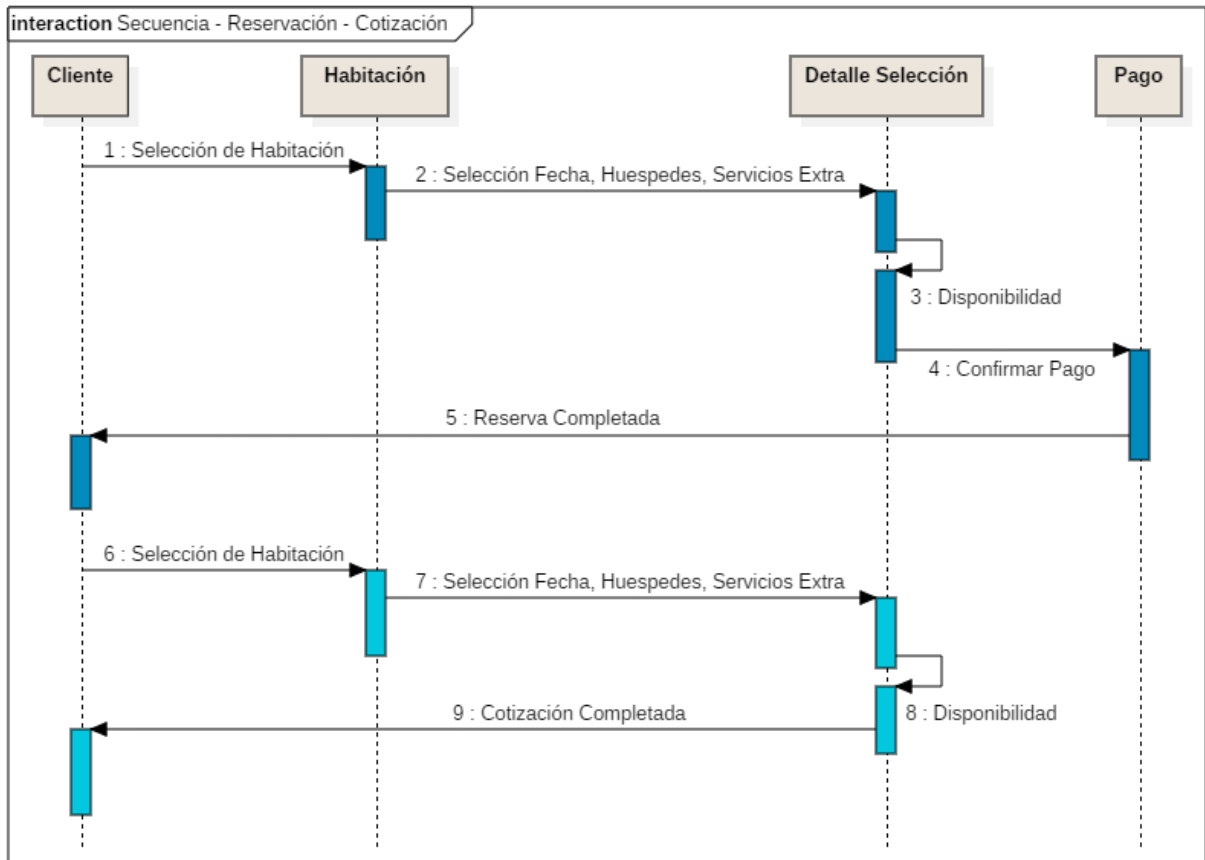 interaction Secuencia - Reservación - Cotización
Cliente
Habitación
Detalle Selección
Pago
1 : Selección de Habitación
2 : Selección Fecha, Huespedes, Servicios Extra
3 : Disponibilidad
4 : Confirmar Pago
5 : Reserva Completada
6 : Selección de Habitación
7 : Selección Fecha, Huespedes, Servicios Extra
9 : Cotización Completada
8 : Disponibilidad